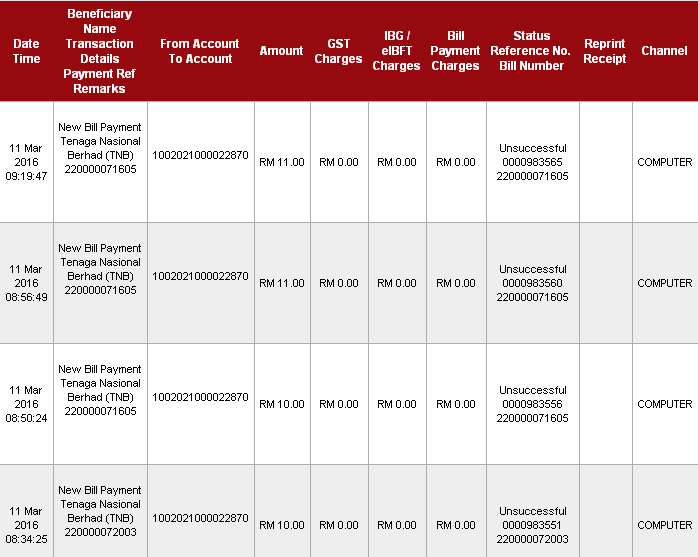 Date
Time
Beneficiary
Name
Transaction
Details
Payment Ref
Remarks
From Account
To Account
Amount
GST
Charges
IBG /
eIBFT
Charges
Bill
Payment
Charges
Status
Reference No.
Bill Number
Reprint
Receipt
Channel
11 Mar
2016
09:19:47
New Bill Payment
Tenaga Nasional
Berhad (TNB)
220000071605
1002021000022870
RM 11.00
RM 0.00
RM 0.00
RM 0.00
Unsuccessful
0000983565
220000071605
COMPUTER
11 Mar
2016
08:56:49
New Bill Payment
Tenaga Nasional
Berhad (TNB)
220000071605
1002021000022870
RM 11.00
RM 0.00
RM 0.00
RM 0.00
Unsuccessful
0000983560
220000071605
COMPUTER
11 Mar
2016
08:50:24
New Bill Payment
Tenaga Nasional
Berhad (TNB)
220000071605
1002021000022870
RM 10.00
RM 0.00
RM 0.00
RM 0.00
Unsuccessful
0000983556
220000071605
COMPUTER
11 Mar
2016
08:34:25
New Bill Payment
Tenaga Nasional
Berhad (TNB)
220000072003
1002021000022870
RM 10.00
RM 0.00
RM 0.00
RM 0.00
Unsuccessful
0000983551
220000072003
COMPUTER